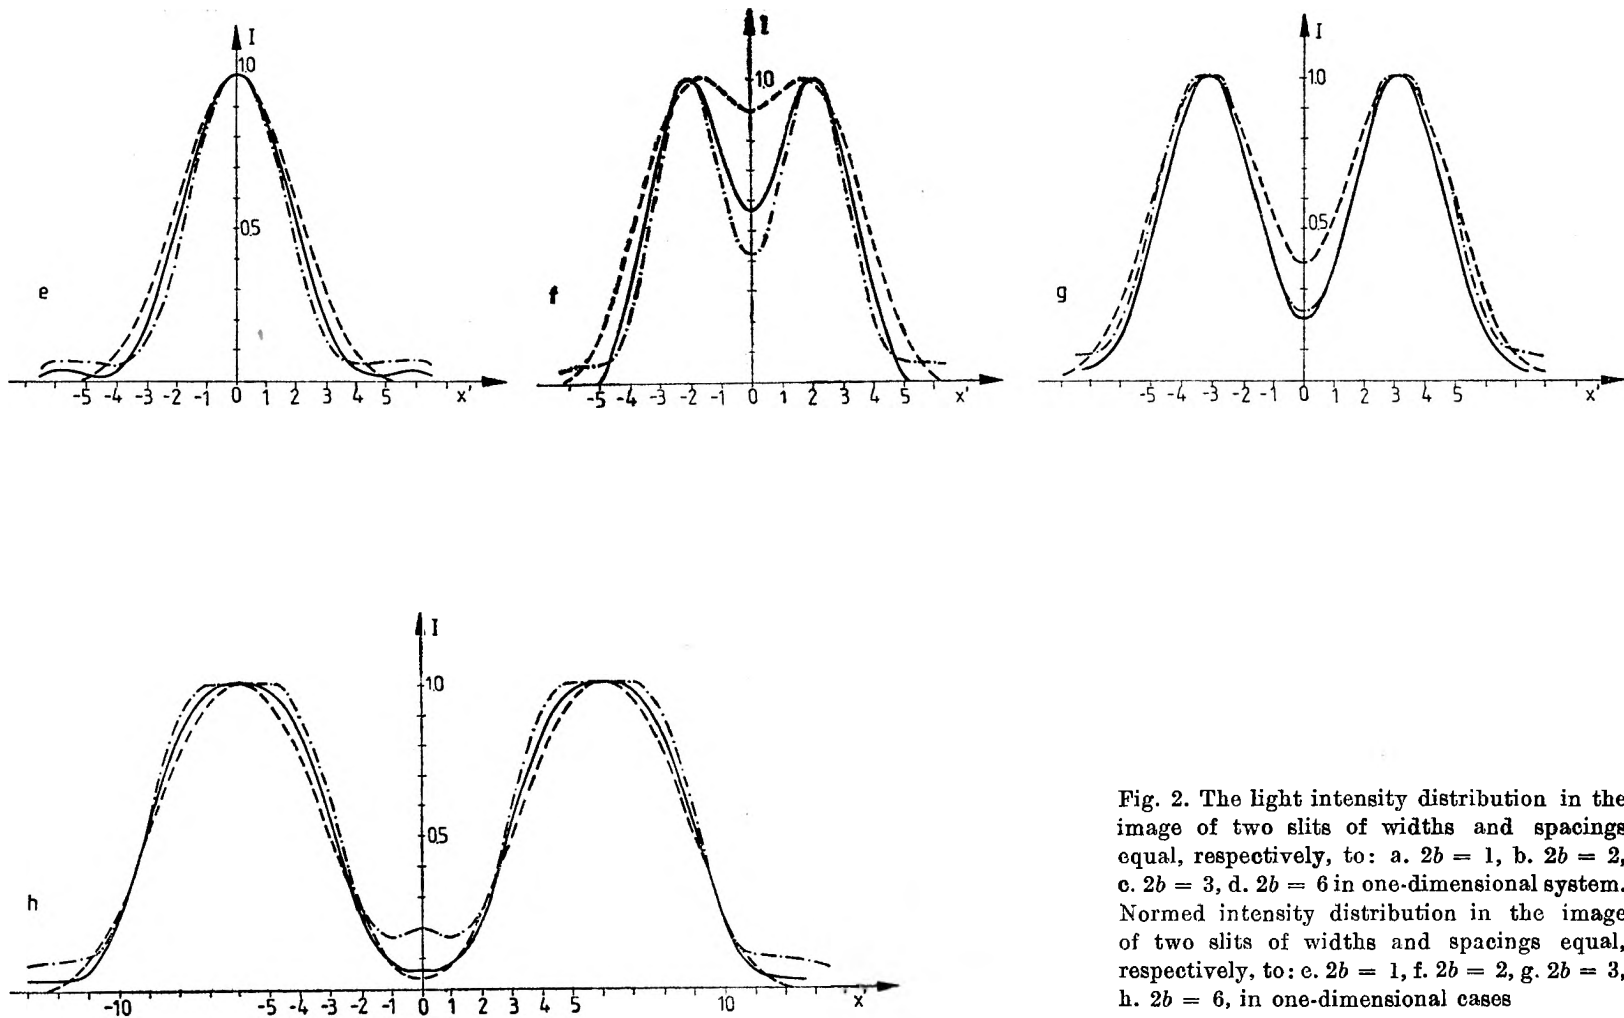 I
1.0
0.5
e
-5 -4 -3 -2 -1 0 1 2 3 4 5 x'
I
1.0
f
-5 -4 -3 -2 -1 0 1 2 3 4 5 x'
I
1.0
0.5
g
-5 -4 -3 -2 -1 0 1 2 3 4 5 x'
I
1.0
0.5
h
-10 -5 -4 -3 -2 -1 0 1 2 3 4 5 10 x'
Fig. 2. The light intensity distribution in the
image of two slits of widths and spacings
equal, respectively, to: a. 2b = 1, b. 2b = 2,
c. 2b = 3, d. 2b = 6 in one-dimensional system.
Normed intensity distribution in the image
of two slits of widths and spacings equal,
respectively, to: e. 2b = 1, f. 2b = 2, g. 2b = 3,
h. 2b = 6, in one-dimensional cases